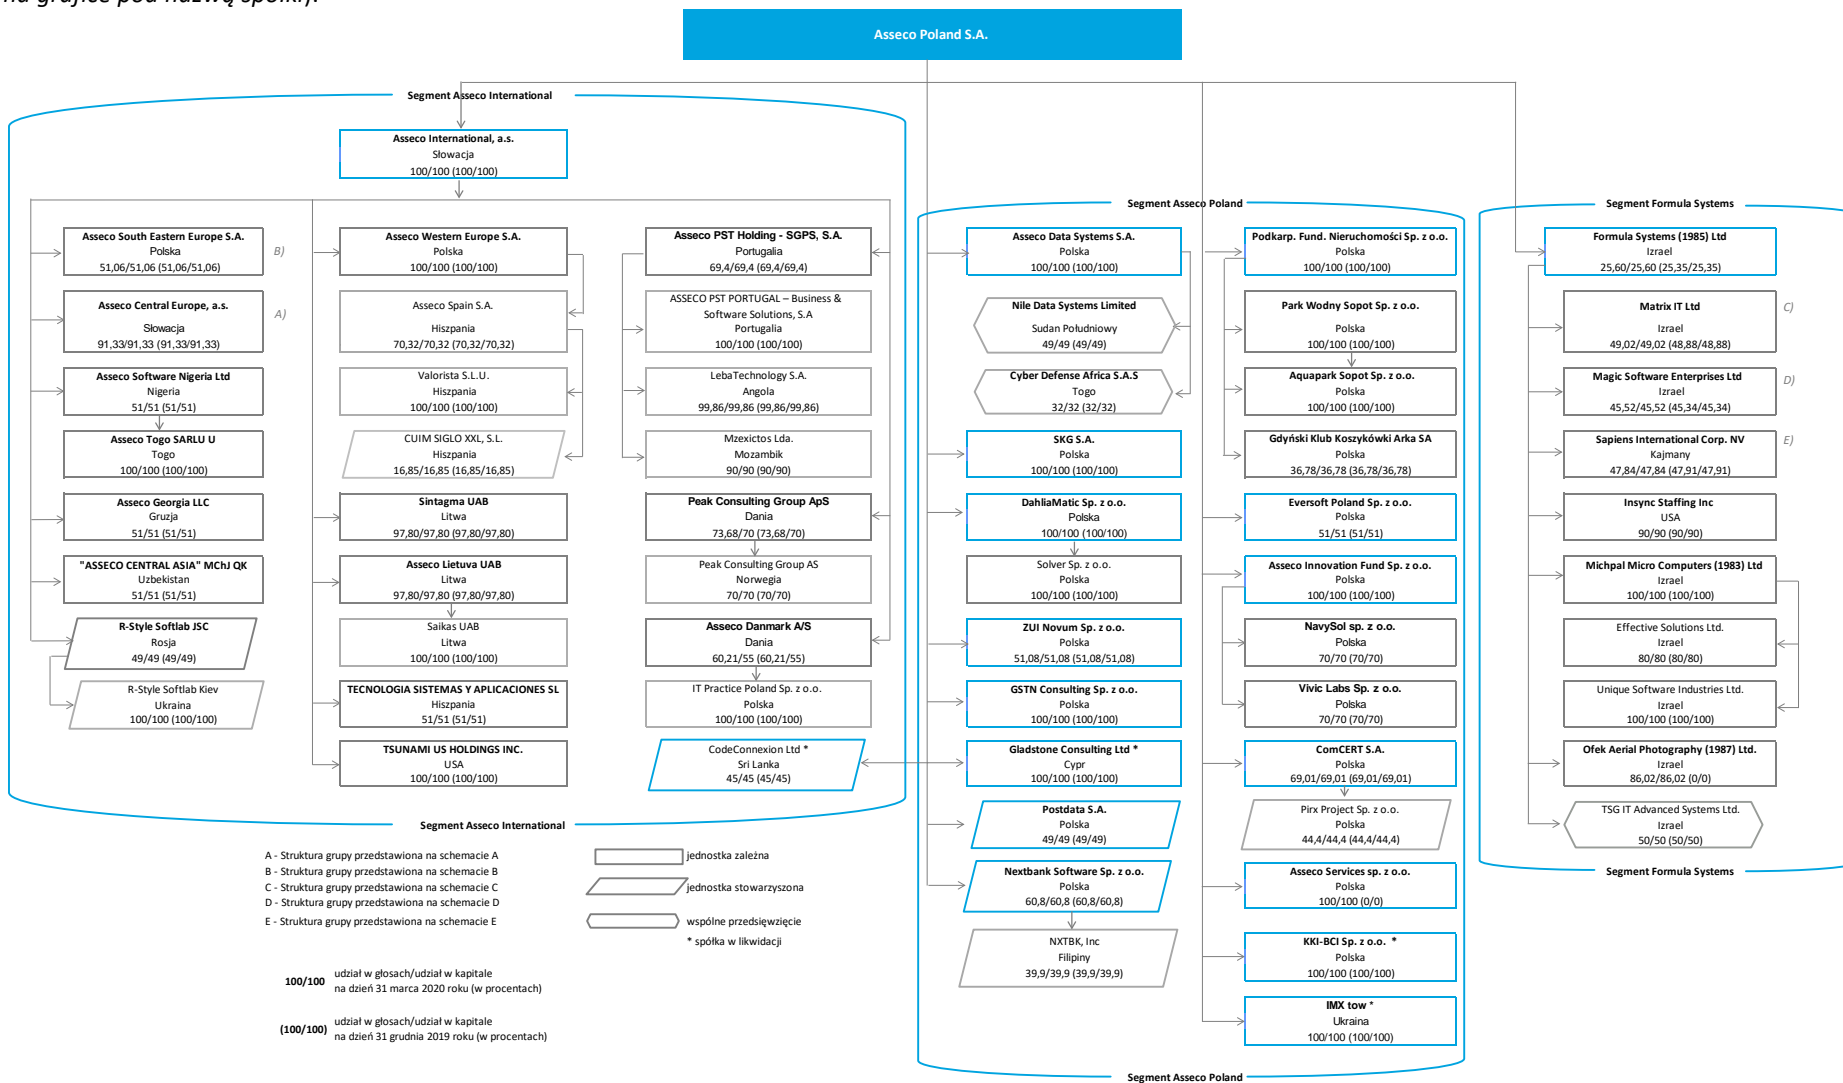 na grafice pod nazwą spółki).
Asseco Poland S.A.
Segment Asseco International
Asseco International, a.s.
Słowacja
100/100 (100/100)
Asseco South Eastern Europe S.A.
Polska
51,06/51,06 (51,06/51,06)
B)
Asseco Central Europe, a.s.
Słowacja
91,33/91,33 (91,33/91,33)
A)
Asseco Software Nigeria Ltd
Nigeria
51/51 (51/51)
Asseco Togo SARLU U
Togo
100/100 (100/100)
Asseco Georgia LLC
Gruzja
51/51 (51/51)
"ASSECO CENTRAL ASIA" MChJ QK
Uzbekistan
51/51 (51/51)
R-Style Softlab JSC
Rosja
49/49 (49/49)
R-Style Softlab Kiev
Ukraina
100/100 (100/100)
Asseco Western Europe S.A.
Polska
100/100 (100/100)
Asseco Spain S.A.
Hiszpania
70,32/70,32 (70,32/70,32)
Valorista S.L.U.
Hiszpania
100/100 (100/100)
CUIM SIGLO XXL, S.L.
Hiszpania
16,85/16,85 (16,85/16,85)
Sintagma UAB
Litwa
97,80/97,80 (97,80/97,80)
Asseco Lietuva UAB
Litwa
97,80/97,80 (97,80/97,80)
Saikas UAB
Litwa
100/100 (100/100)
TECNOLOGIA SISTEMAS Y APLICACIONES SL
Hiszpania
51/51 (51/51)
TSUNAMI US HOLDINGS INC.
USA
100/100 (100/100)
Asseco PST Holding - SGPS, S.A.
Portugalia
69,4/69,4 (69,4/69,4)
ASSECO PST PORTUGAL – Business &
Software Solutions, S.A
Portugalia
100/100 (100/100)
LebaTechnology S.A.
Angola
99,86/99,86 (99,86/99,86)
Mzexictos Lda.
Mozambik
90/90 (90/90)
Peak Consulting Group ApS
Dania
73,68/70 (73,68/70)
Peak Consulting Group AS
Norwegia
70/70 (70/70)
Asseco Danmark A/S
Dania
60,21/55 (60,21/55)
IT Practice Poland Sp. z o.o.
Polska
100/100 (100/100)
CodeConnexion Ltd *
Sri Lanka
45/45 (45/45)
Segment Asseco International
Segment Asseco Poland
Asseco Data Systems S.A.
Polska
100/100 (100/100)
Nile Data Systems Limited
Sudan Południowy
49/49 (49/49)
Cyber Defense Africa S.A.S
Togo
32/32 (32/32)
SKG S.A.
Polska
100/100 (100/100)
DahliaMatic Sp. z o.o.
Polska
100/100 (100/100)
Solver Sp. z o.o.
Polska
100/100 (100/100)
ZUI Novum Sp. z o.o.
Polska
51,08/51,08 (51,08/51,08)
GSTN Consulting Sp. z o.o.
Polska
100/100 (100/100)
Gladstone Consulting Ltd *
Cypr
100/100 (100/100)
Postdata S.A.
Polska
49/49 (49/49)
Nextbank Software Sp. z o.o.
Polska
60,8/60,8 (60,8/60,8)
NXTBK, Inc
Filipiny
39,9/39,9 (39,9/39,9)
Podkarp. Fund. Nieruchomości Sp. z o.o.
Polska
100/100 (100/100)
Park Wodny Sopot Sp. z o.o.
Polska
100/100 (100/100)
Aquapark Sopot Sp. z o.o.
Polska
100/100 (100/100)
Gdyński Klub Koszykówki Arka SA
Polska
36,78/36,78 (36,78/36,78)
Eversoft Poland Sp. z o.o.
Polska
51/51 (51/51)
Asseco Innovation Fund Sp. z o.o.
Polska
100/100 (100/100)
NavySol sp. z o.o.
Polska
70/70 (70/70)
Vivic Labs Sp. z o.o.
Polska
70/70 (70/70)
ComCERT S.A.
Polska
69,01/69,01 (69,01/69,01)
Pirx Project Sp. z o.o.
Polska
44,4/44,4 (44,4/44,4)
Asseco Services sp. z o.o.
Polska
100/100 (0/0)
KKI-BCI Sp. z o.o. *
Polska
100/100 (100/100)
IMX tow *
Ukraina
100/100 (100/100)
Segment Asseco Poland
Segment Formula Systems
Formula Systems (1985) Ltd
Izrael
25,60/25,60 (25,35/25,35)
Matrix IT Ltd
Izrael
49,02/49,02 (48,88/48,88)
C)
Magic Software Enterprises Ltd
Izrael
45,52/45,52 (45,34/45,34)
D)
Sapiens International Corp. NV
Kajmany
47,84/47,84 (47,91/47,91)
E)
Insync Staffing Inc
USA
90/90 (90/90)
Michpal Micro Computers (1983) Ltd
Izrael
100/100 (100/100)
Effective Solutions Ltd.
Izrael
80/80 (80/80)
Unique Software Industries Ltd.
Izrael
100/100 (100/100)
Ofek Aerial Photography (1987) Ltd.
Izrael
86,02/86,02 (0/0)
TSG IT Advanced Systems Ltd.
Izrael
50/50 (50/50)
Segment Formula Systems
A - Struktura grupy przedstawiona na schemacie A
B - Struktura grupy przedstawiona na schemacie B
C - Struktura grupy przedstawiona na schemacie C
D - Struktura grupy przedstawiona na schemacie D
E - Struktura grupy przedstawiona na schemacie E
jednostka zależna
jednostka stowarzyszona
wspólne przedsięwzięcie
* spółka w likwidacji
100/100
udział w głosach/udział w kapitale
na dzień 31 marca 2020 roku (w procentach)
(100/100)
udział w głosach/udział w kapitale
na dzień 31 grudnia 2019 roku (w procentach)